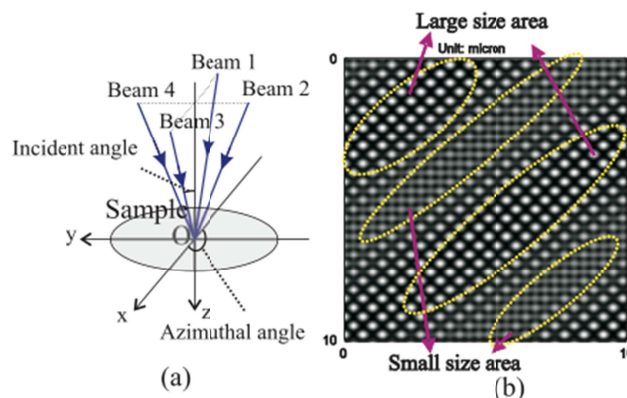 (a)
Beam 1
Beam 4
Beam 2
Beam 3
Incident angle
Sample
O
y
x
z
Azimuthal angle
(b)
Large size area
Unit: micron
0
10
0
10
Small size area